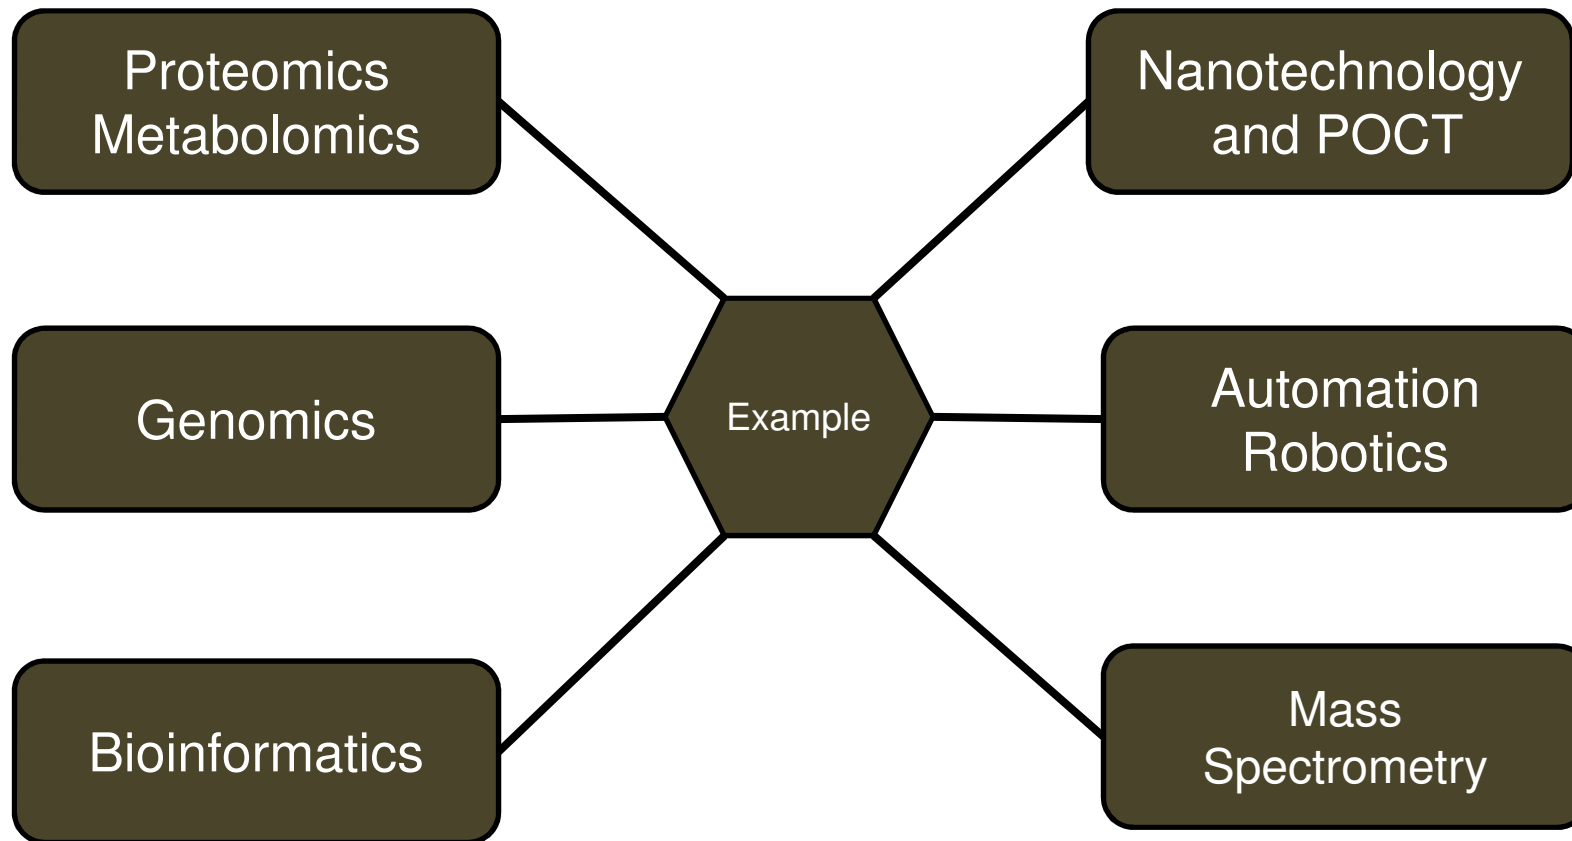 Proteomics
Metabolomics
Nanotechnology
and POCT
Genomics
Example
Automation
Robotics
Bioinformatics
Mass
Spectrometry